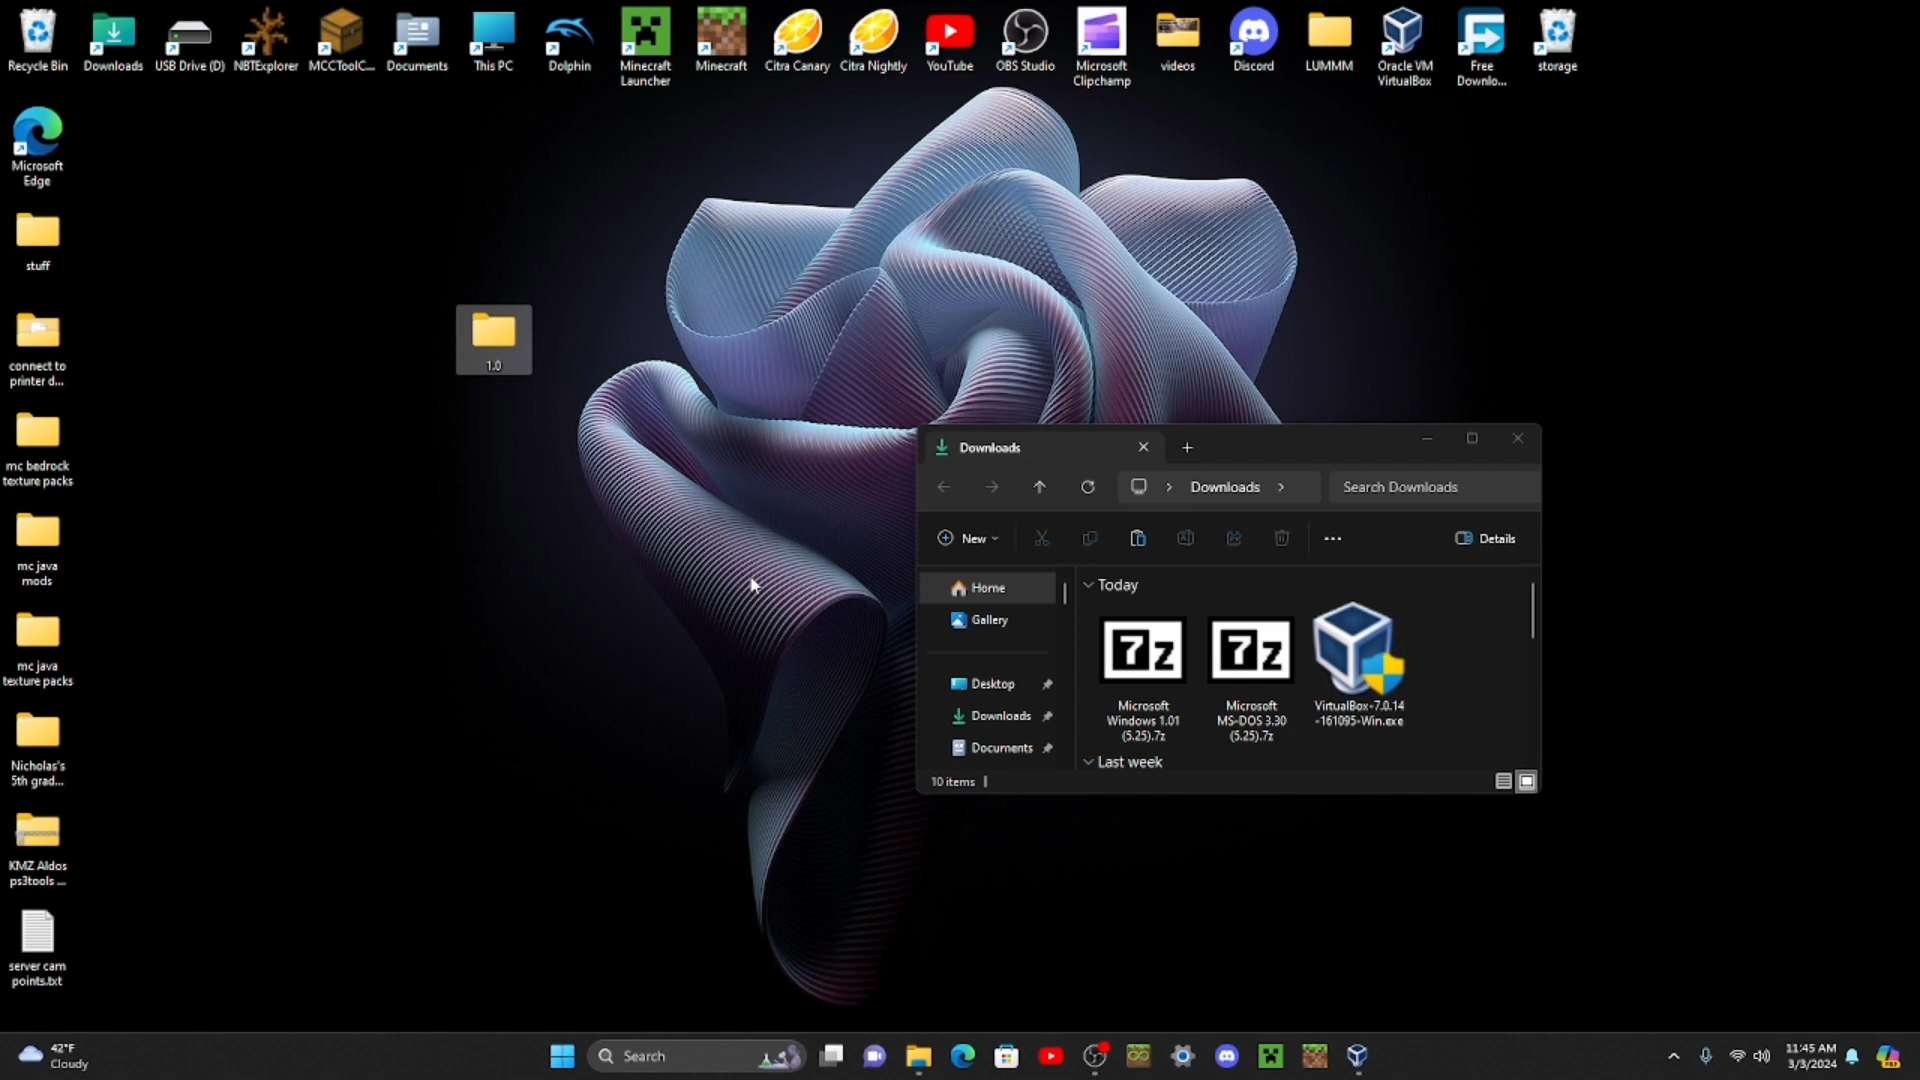 Recycle Bin
Downloads
USB Drive (D)
NBTExplorer
MCCToolC...
Documents
This PC
Dolphin
Minecraft
Launcher
Minecraft
Citra Canary
Citra Nightly
YouTube
OBS Studio
Microsoft
Clipchamp
videos
Discord
LUMMM
Oracle VM
VirtualBox
Free
Downlo...
storage
Microsoft
Edge
stuff
connect to
printer d...
mc bedrock
texture packs
mc java
mods
mc java
texture packs
Nicholas's
5th grad...
KMZ Aldos
ps3tools ...
server cam
points.txt
1.0
Downloads
Downloads
Search Downloads
New
Details
Home
Gallery
Desktop
Downloads
Documents
Today
7z
7z
Microsoft
Windows 1.01
(5.25).7z
Microsoft
MS-DOS 3.30
(5.25).7z
VirtualBox-7.0.14
-161095-Win.exe
Last week
10 items
42°F
Cloudy
Search
11:45 AM
3/3/2024